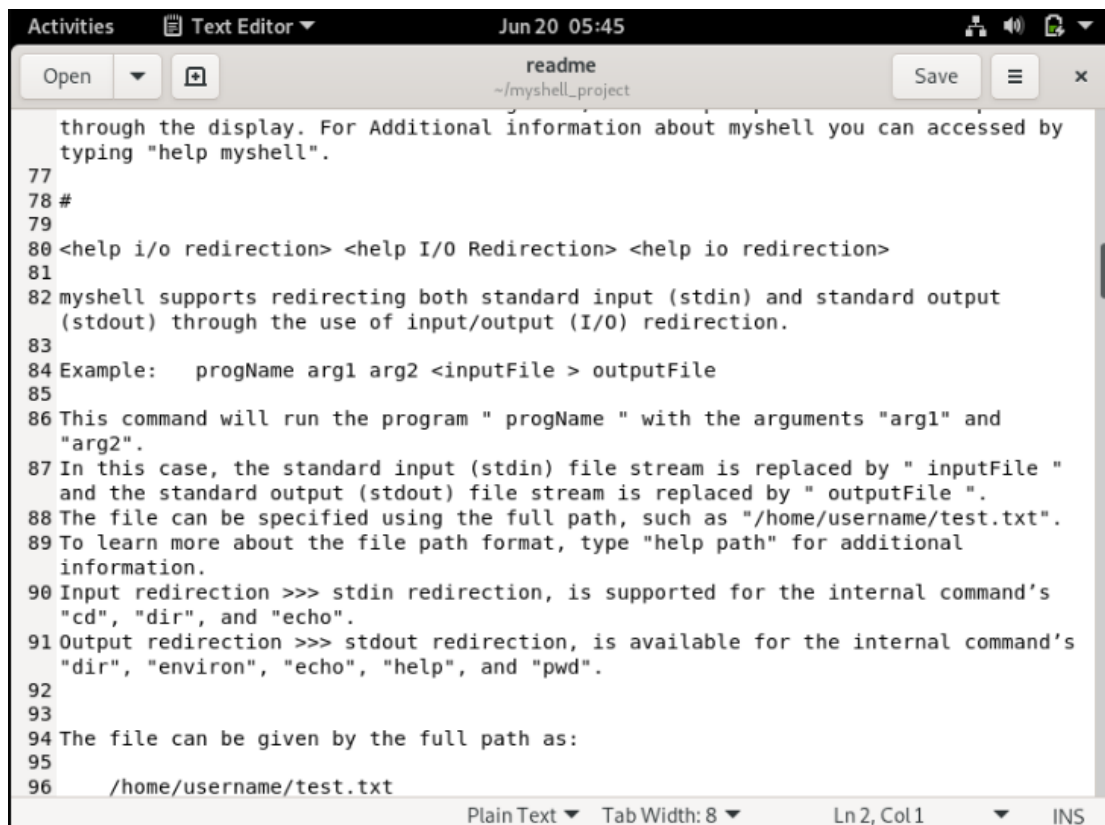 Activities Text Editor Jun 20 05:45
Open readme Save
~/myshell_project
through the display. For Additional information about myshell you can accessed by
typing "help myshell".
77
78 #
79
80 <help i/o redirection> <help I/O Redirection> <help io redirection>
81
82 myshell supports redirecting both standard input (stdin) and standard output
(stdout) through the use of input/output (I/O) redirection.
83
84 Example:   progName arg1 arg2 <inputFile > outputFile
85
86 This command will run the program " progName " with the arguments "arg1" and
"arg2".
87 In this case, the standard input (stdin) file stream is replaced by " inputFile "
and the standard output (stdout) file stream is replaced by " outputFile ".
88 The file can be specified using the full path, such as "/home/username/test.txt".
89 To learn more about the file path format, type "help path" for additional
information.
90 Input redirection >>> stdin redirection, is supported for the internal command’s
"cd", "dir", and "echo".
91 Output redirection >>> stdout redirection, is available for the internal command’s
"dir", "environ", "echo", "help", and "pwd".
92
93
94 The file can be given by the full path as:
95
96     /home/username/test.txt
Plain Text Tab Width: 8 Ln 2, Col 1 INS